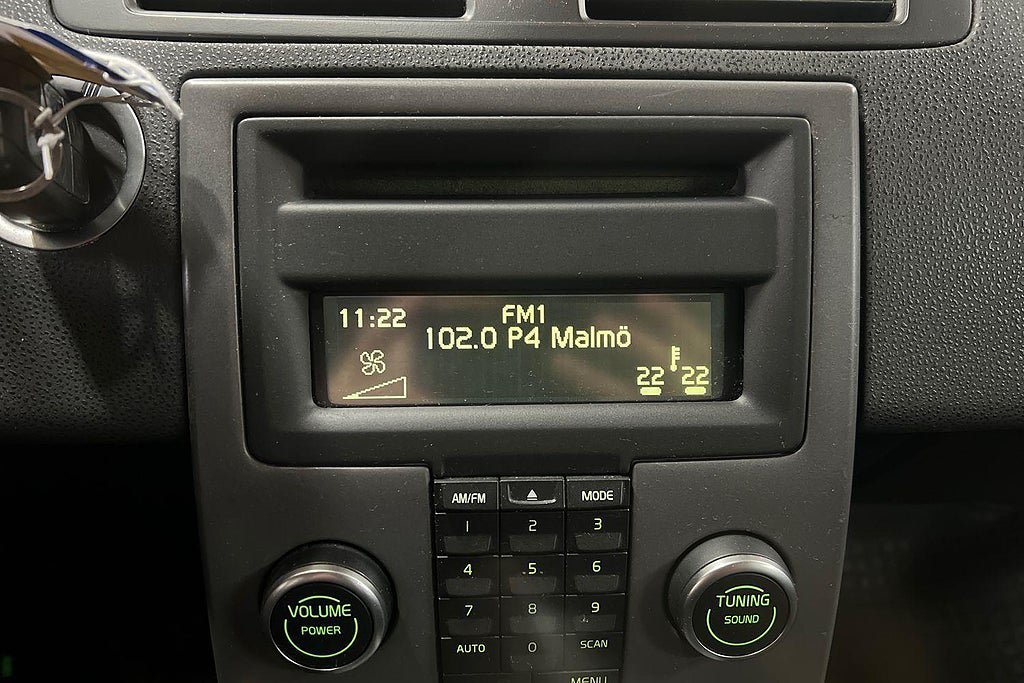 11:22 FM1
102.0 P4 Malmö
22 22
AM/FM MODE
1 2 3
4 5 6
7 8 9
AUTO 0 SCAN
MENU
VOLUME
POWER
TUNING
SOUND